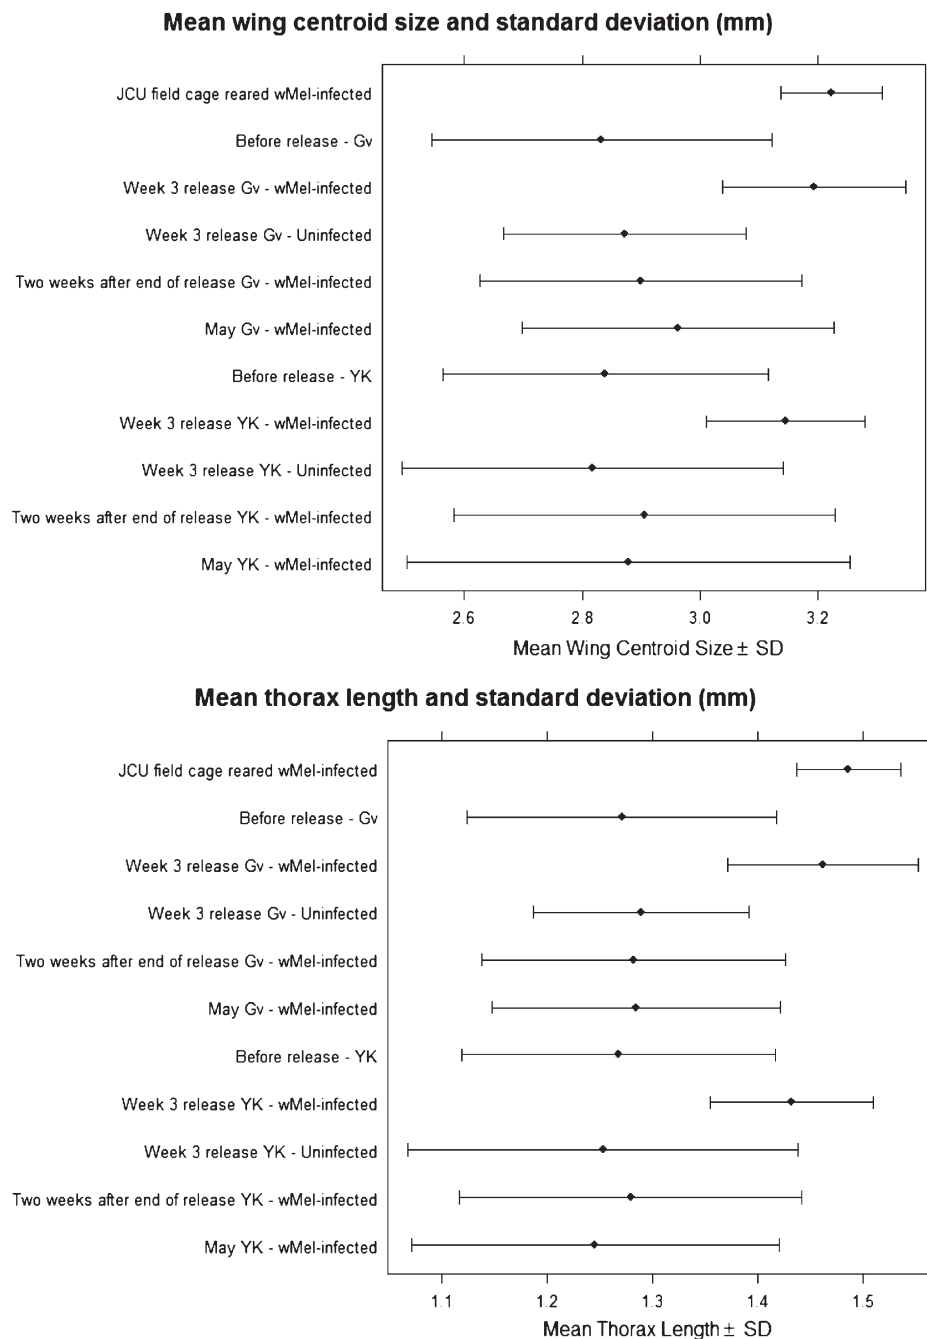 Mean wing centroid size and standard deviation (mm)
JCU field cage reared wMel-infected
Before release - Gv
Week 3 release Gv - wMel-infected
Week 3 release Gv - Uninfected
Two weeks after end of release Gv - wMel-infected
May Gv - wMel-infected
Before release - YK
Week 3 release YK - wMel-infected
Week 3 release YK - Uninfected
Two weeks after end of release YK - wMel-infected
May YK - wMel-infected
2.6 2.8 3.0 3.2
Mean Wing Centroid Size ± SD
Mean thorax length and standard deviation (mm)
JCU field cage reared wMel-infected
Before release - Gv
Week 3 release Gv - wMel-infected
Week 3 release Gv - Uninfected
Two weeks after end of release Gv - wMel-infected
May Gv - wMel-infected
Before release - YK
Week 3 release YK - wMel-infected
Week 3 release YK - Uninfected
Two weeks after end of release YK - wMel-infected
May YK - wMel-infected
1.1 1.2 1.3 1.4 1.5
Mean Thorax Length ± SD